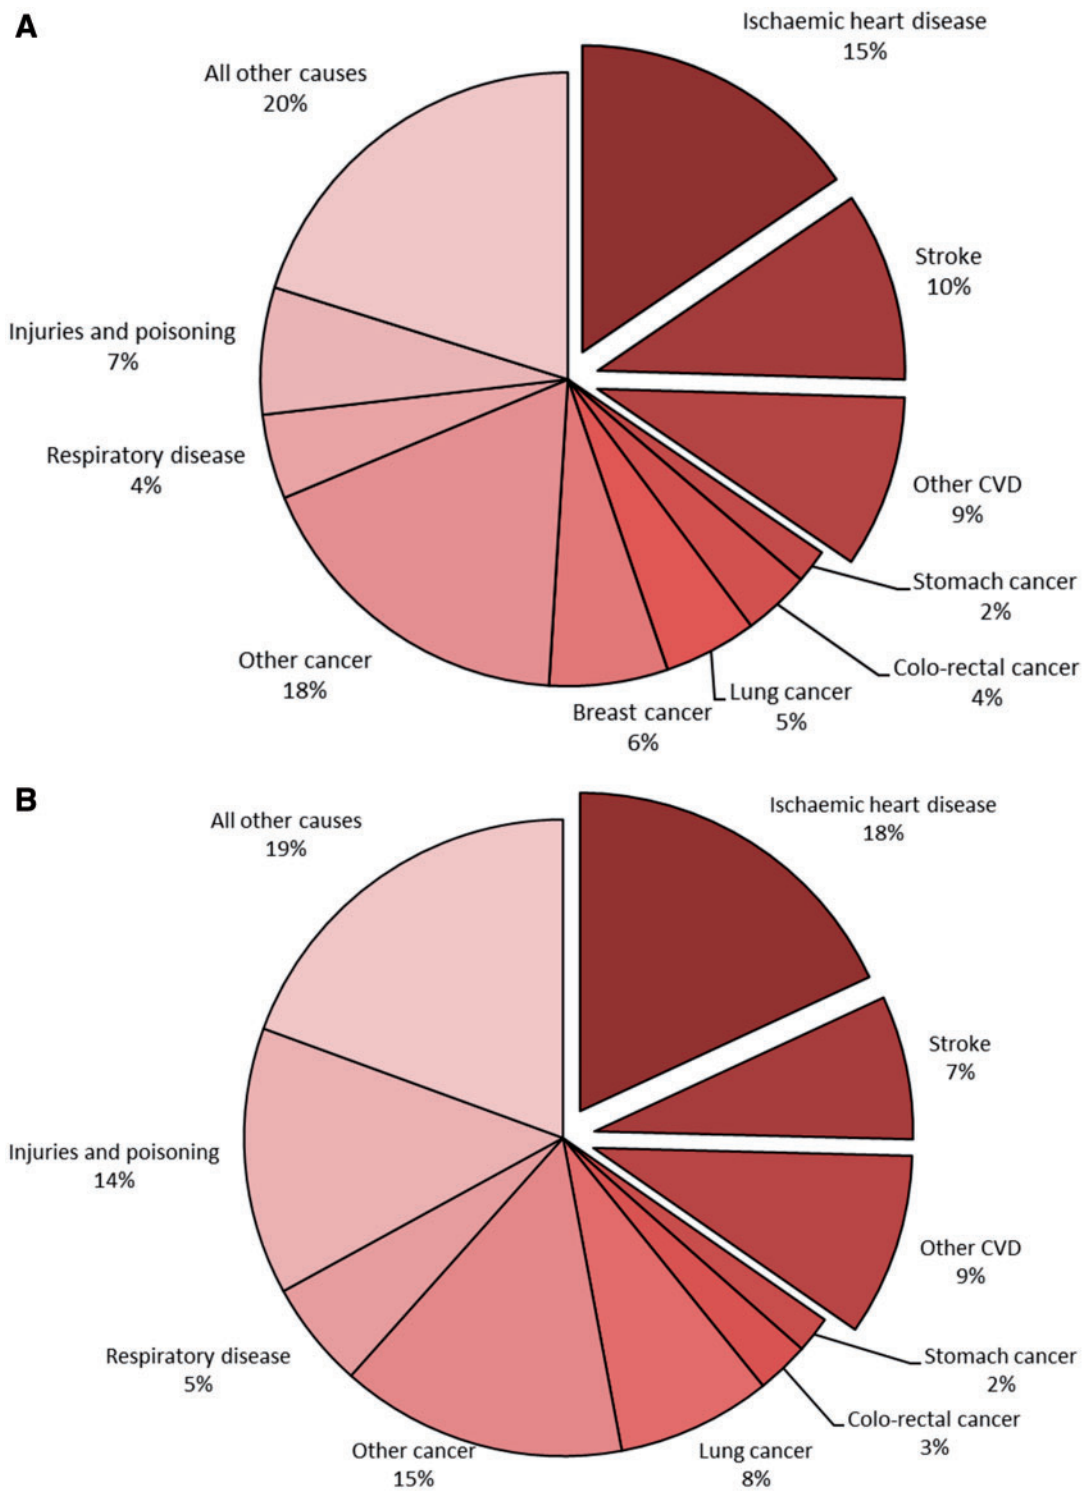 A
Ischaemic heart disease
15%
All other causes
20%
Stroke
10%
Injuries and poisoning
7%
Respiratory disease
4%
Other CVD
9%
Stomach cancer
2%
Other cancer
18%
Colo-rectal cancer
4%
Lung cancer
5%
Breast cancer
6%
B
Ischaemic heart disease
18%
All other causes
19%
Stroke
7%
Injuries and poisoning
14%
Other CVD
9%
Respiratory disease
5%
Stomach cancer
2%
Colo-rectal cancer
3%
Other cancer
15%
Lung cancer
8%